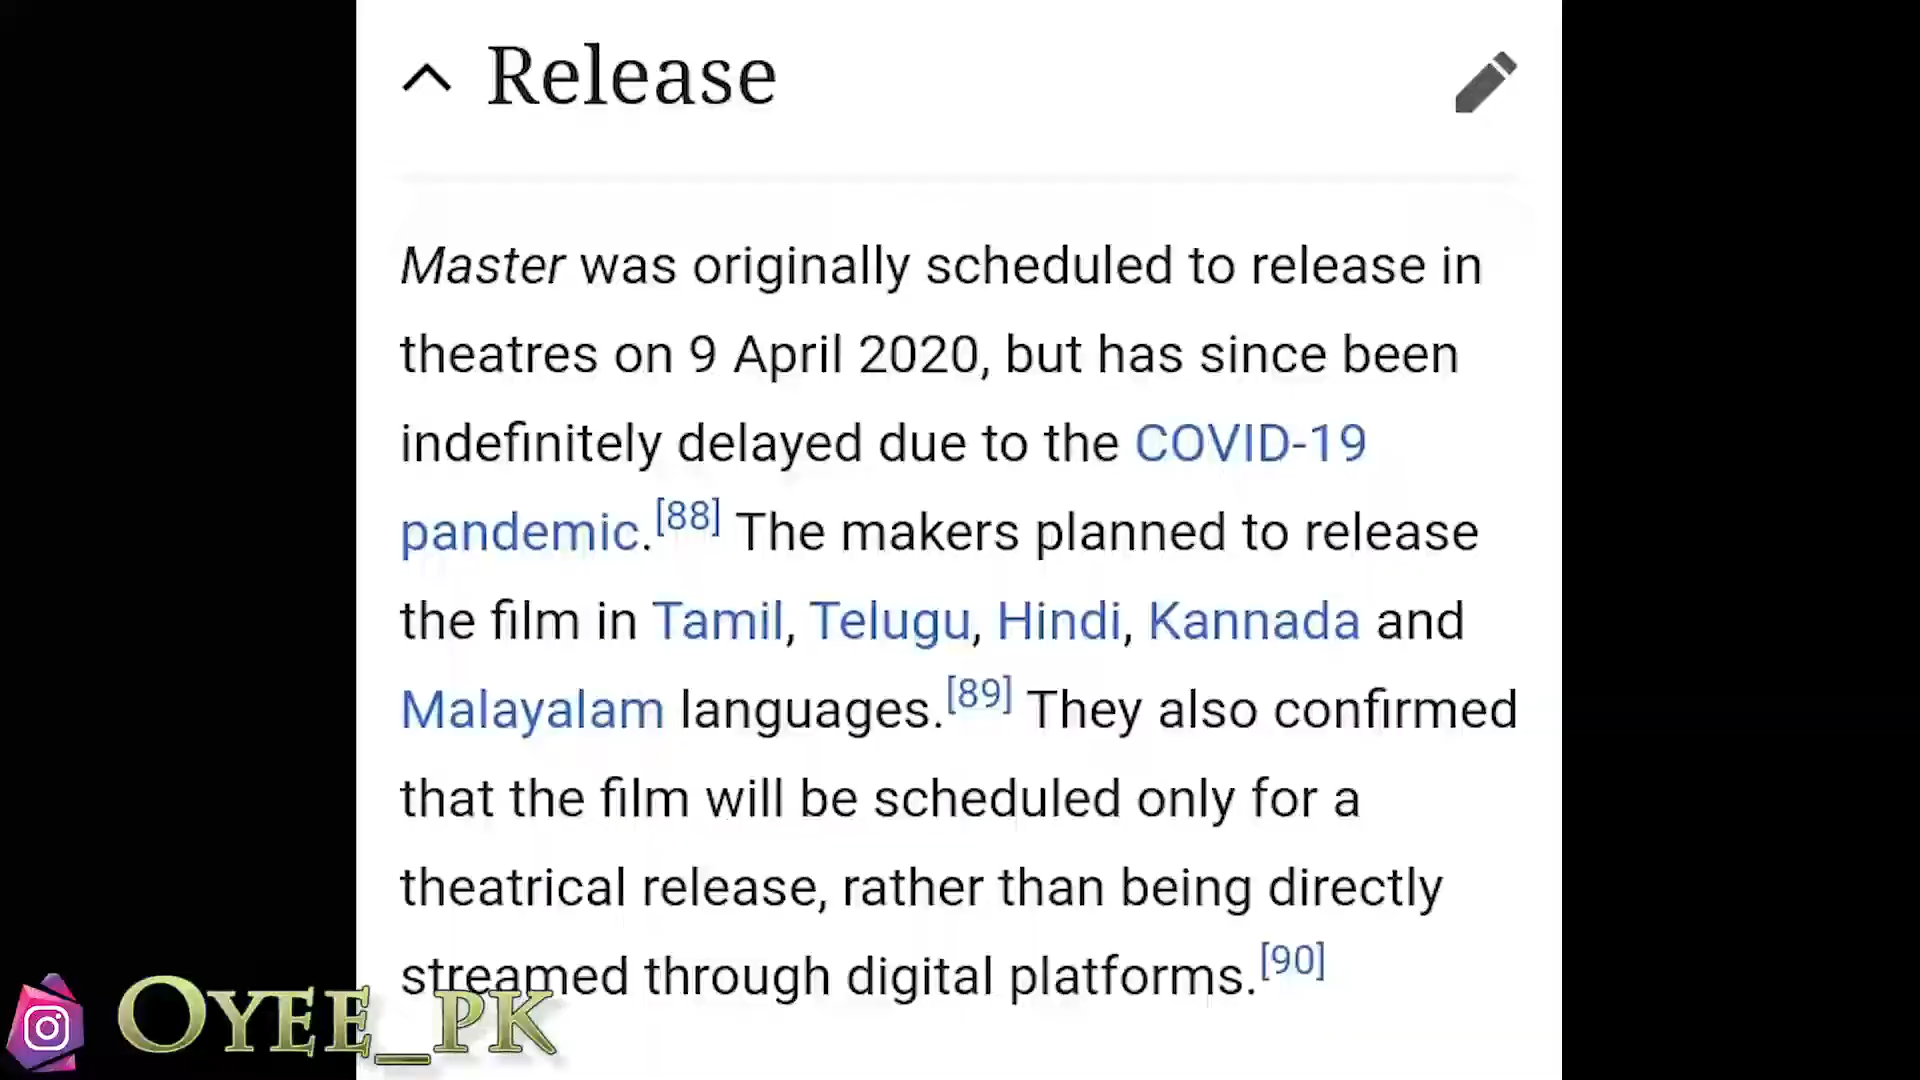 Release
Master was originally scheduled to release in
theatres on 9 April 2020, but has since been
indefinitely delayed due to the COVID-19
pandemic.[88] The makers planned to release
the film in Tamil, Telugu, Hindi, Kannada and
Malayalam languages.[89] They also confirmed
that the film will be scheduled only for a
theatrical release, rather than being directly
streamed through digital platforms.[90]
OYEE_PK